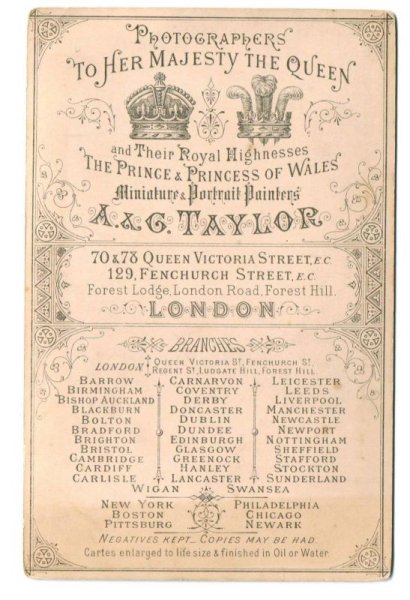 PHOTOGRAPHERS
TO HER MAJESTY THE QUEEN
and Their Royal Highnesses
THE PRINCE & PRINCESS OF WALES
Miniature & Portrait Painters
A. & G. TAYLOR
70 & 78 QUEEN VICTORIA STREET, E.C.
129, FENCHURCH STREET, E.C.
Forest Lodge, London Road, Forest Hill.
LONDON
BRANCHES
LONDON QUEEN VICTORIA ST, FENCHURCH ST,
REGENT ST, LUDGATE HILL, FOREST HILL
BARROW CARNARVON LEICESTER
BIRMINGHAM COVENTRY LEEDS
BISHOP AUCKLAND DERBY LIVERPOOL
BLACKBURN DONCASTER MANCHESTER
BOLTON DUBLIN NEWCASTLE
BRADFORD DUNDEE NEWPORT
BRIGHTON EDINBURGH NOTTINGHAM
BRISTOL GLASGOW SHEFFIELD
CAMBRIDGE GREENOCK STAFFORD
CARDIFF HANLEY STOCKTON
CARLISLE LANCASTER SUNDERLAND
WIGAN SWANSEA
NEW YORK PHILADELPHIA
BOSTON CHICAGO
PITTSBURG NEWARK
NEGATIVES KEPT_ COPIES MAY BE HAD
Cartes enlarged to life size & finished in Oil or Water